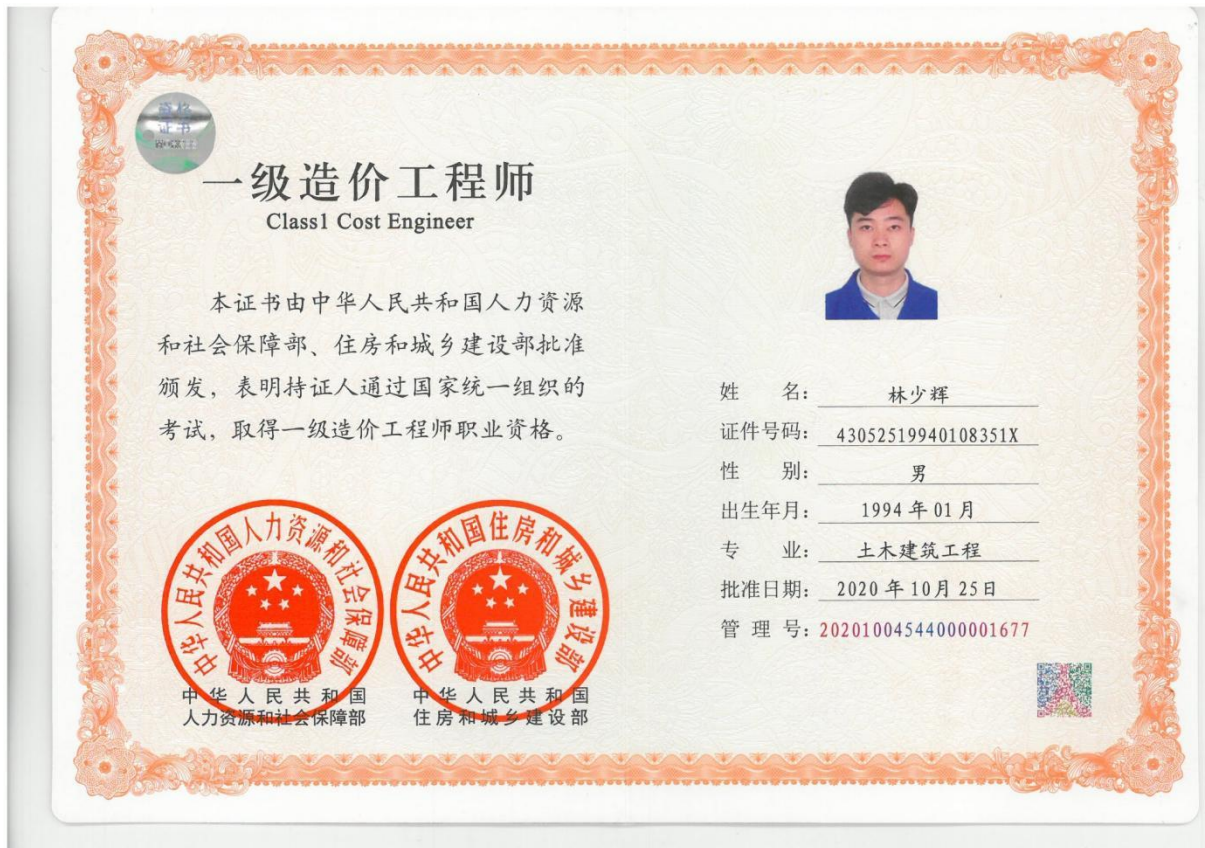 资格
证书
一级造价工程师
Class1 Cost Engineer
本证书由中华人民共和国人力资源
和社会保障部、住房和城乡建设部批准
颁发，表明持证人通过国家统一组织的
考试，取得一级造价工程师职业资格。
中华人民共和国人力资源和社会保障部
中华人民共和国住房和城乡建设部
中华人民共和国
人力资源和社会保障部
中华人民共和国
住房和城乡建设部
姓 名：林少辉
证件号码：43052519940108351X
性 别：男
出生年月：1994年01月
专 业：土木建筑工程
批准日期：2020年10月25日
管 理 号：20201004544000001677